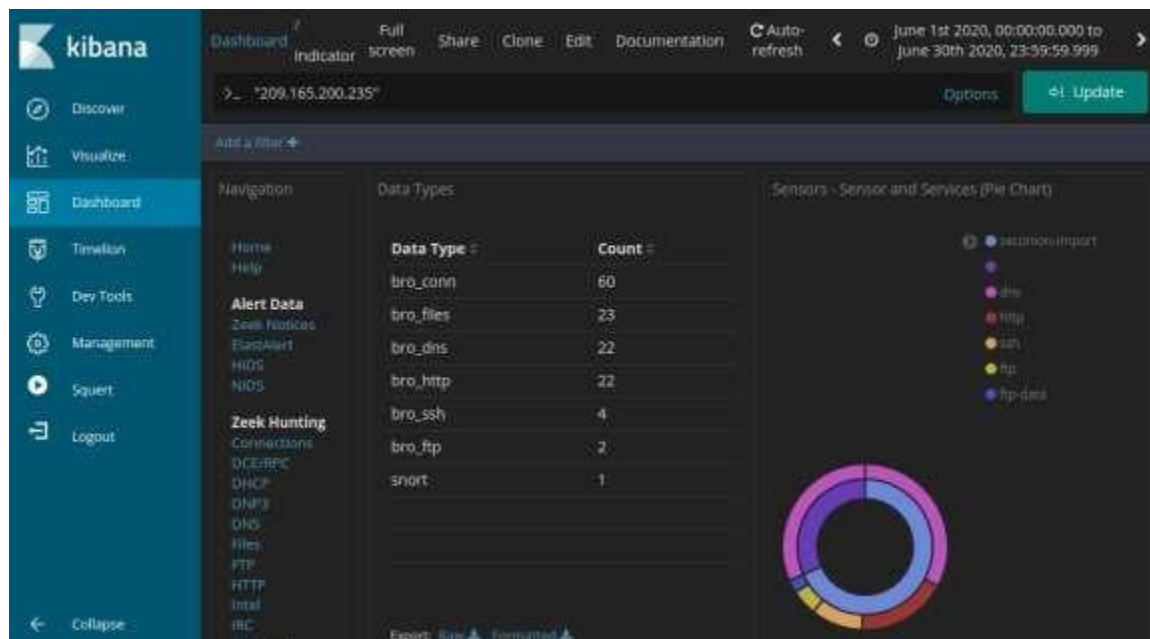 kibana
Discover
Visualize
Dashboard
Timelion
Dev Tools
Management
Squert
Logout
Collapse
Dashboard / Indicator
Full screen
Share
Clone
Edit
Documentation
Auto-refresh
June 1st 2020, 00:00:00.000 to June 30th 2020, 23:59:59.999
>_ "209.165.200.235"
Options
Update
Add a filter +
Navigation
Home
Help
Alert Data
Zeek Notices
ElastAlert
HIDS
NIDS
Zeek Hunting
Connections
DCE/RPC
DHCP
DNP3
DNS
Files
FTP
HTTP
Intel
IRC
Data Types
Data Type Count
bro_conn 60
bro_files 23
bro_dns 22
bro_http 22
bro_ssh 4
bro_ftp 2
snort 1
Export: Raw Formatted
Sensors - Sensor and Services (Pie Chart)
seconion-import
dns
http
ssh
ftp
ftp-data